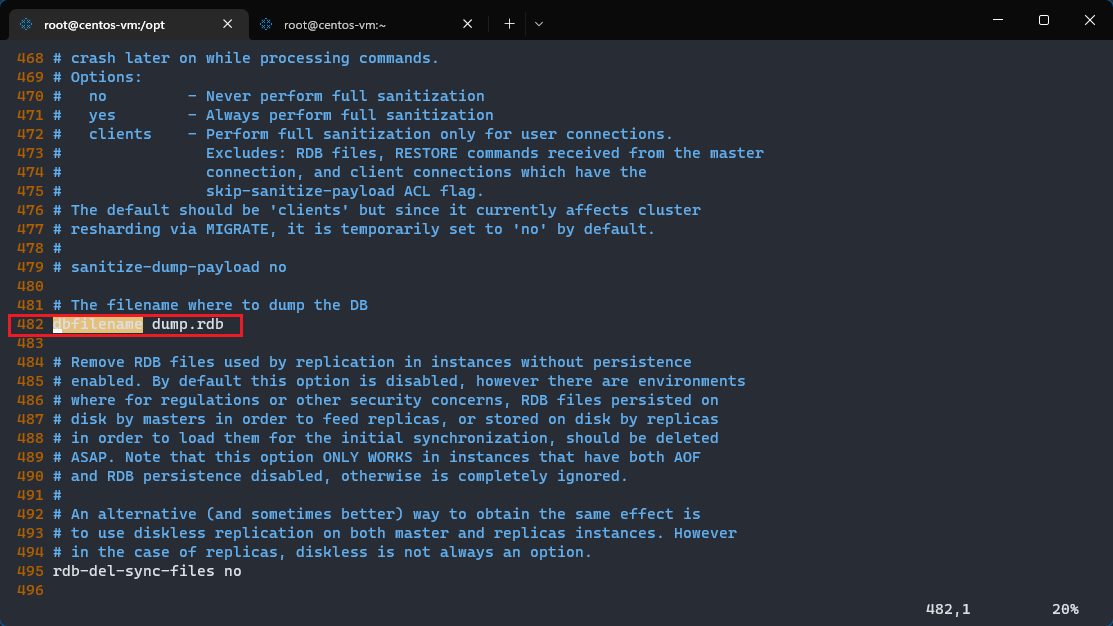 root@centos-vm:/opt
root@centos-vm:~
468 # crash later on while processing commands.
469 # Options:
470 #   no         - Never perform full sanitization
471 #   yes        - Always perform full sanitization
472 #   clients    - Perform full sanitization only for user connections.
473 #                Excludes: RDB files, RESTORE commands received from the master
474 #                connection, and client connections which have the
475 #                skip-sanitize-payload ACL flag.
476 # The default should be 'clients' but since it currently affects cluster
477 # resharding via MIGRATE, it is temporarily set to 'no' by default.
478 #
479 # sanitize-dump-payload no
480
481 # The filename where to dump the DB
482 dbfilename dump.rdb
483
484 # Remove RDB files used by replication in instances without persistence
485 # enabled. By default this option is disabled, however there are environments
486 # where for regulations or other security concerns, RDB files persisted on
487 # disk by masters in order to feed replicas, or stored on disk by replicas
488 # in order to load them for the initial synchronization, should be deleted
489 # ASAP. Note that this option ONLY WORKS in instances that have both AOF
490 # and RDB persistence disabled, otherwise is completely ignored.
491 #
492 # An alternative (and sometimes better) way to obtain the same effect is
493 # to use diskless replication on both master and replicas instances. However
494 # in the case of replicas, diskless is not always an option.
495 rdb-del-sync-files no
496
482,1 20%